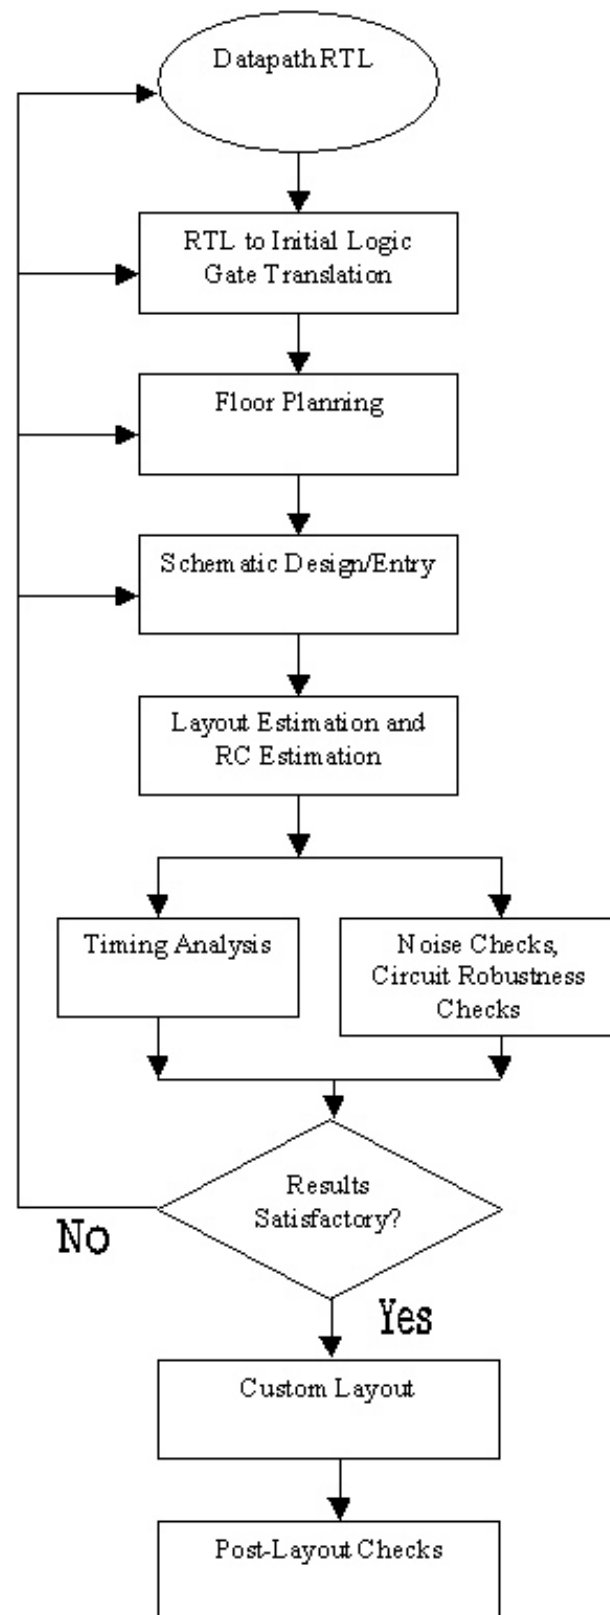 Datapath RTL
RTL to Initial Logic
Gate Translation
Floor Planning
Schematic Design/Entry
Layout Estimation and
RC Estimation
Timing Analysis
Noise Checks,
Circuit Robustness
Checks
Results
Satisfactory?
No
Yes
Custom Layout
Post-Layout Checks